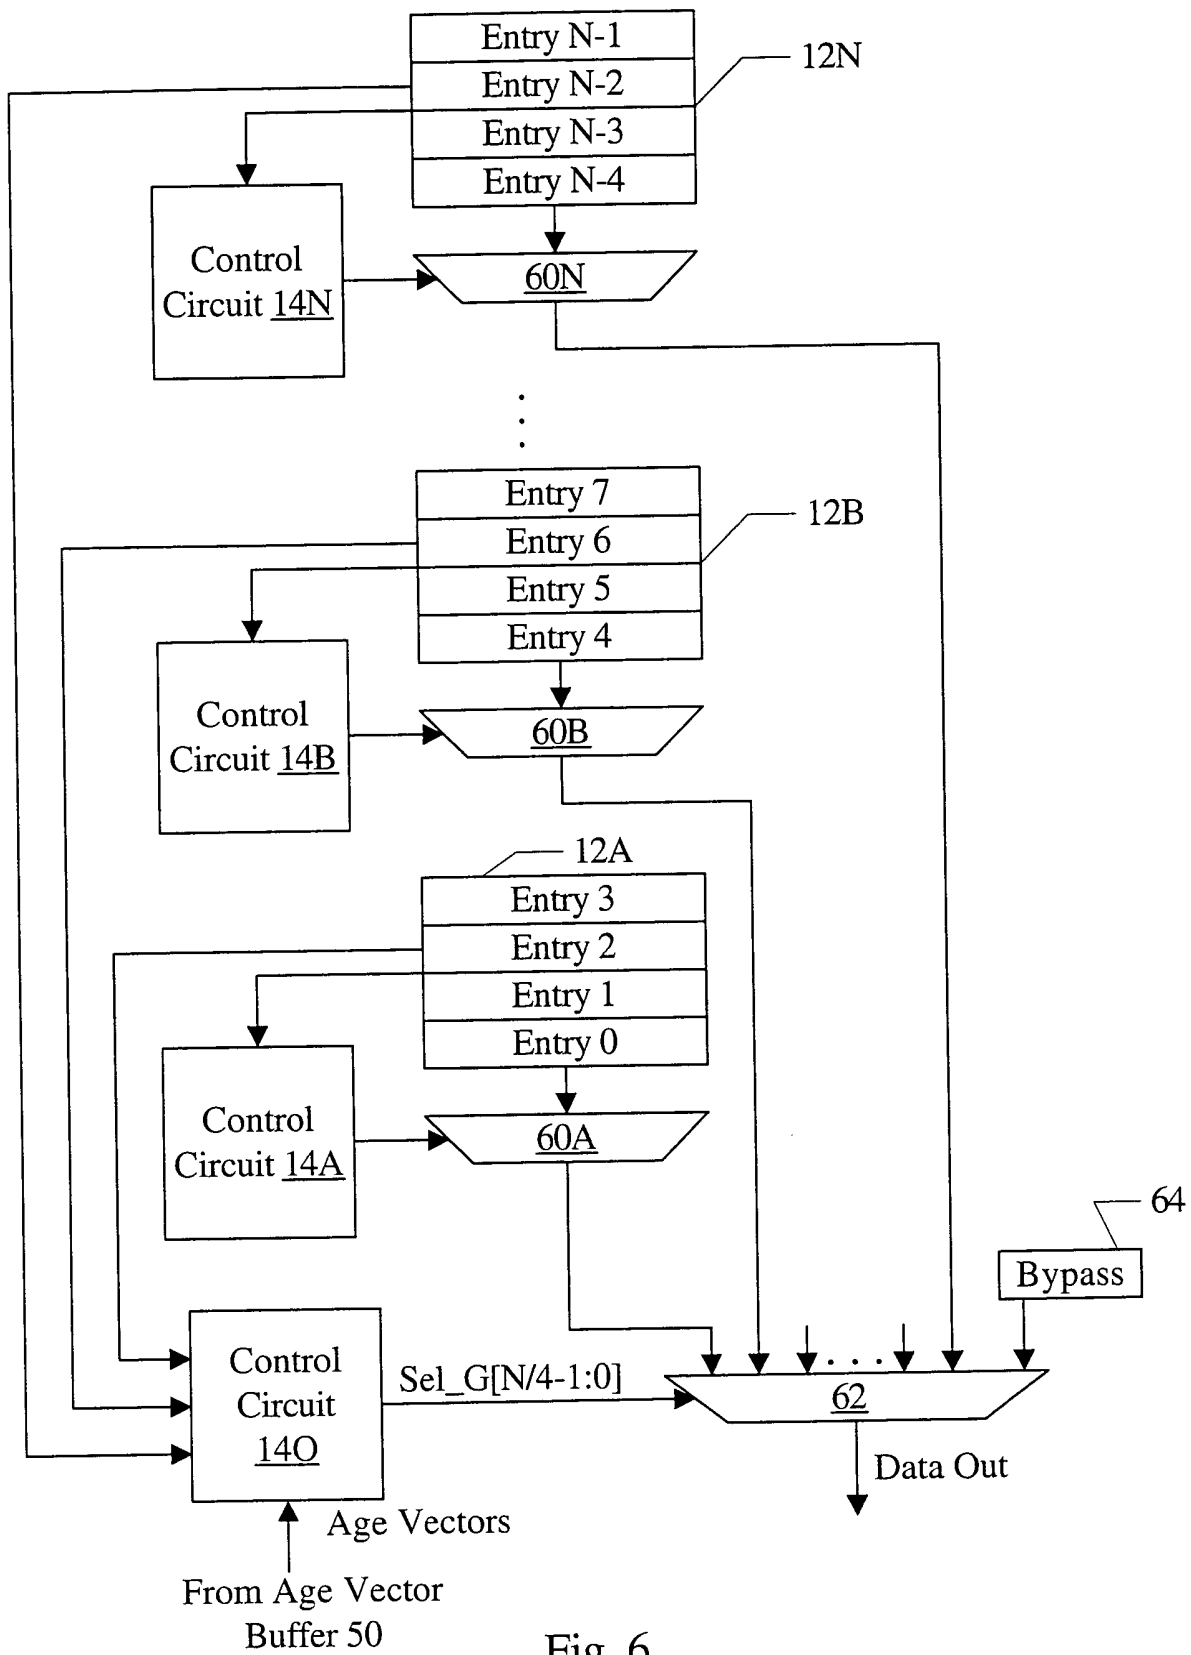 Entry N-1
12N
Entry N-2
Entry N-3
Entry N-4
Control
Circuit 14N
60N
Entry 7
12B
Entry 6
Entry 5
Entry 4
Control
Circuit 14B
60B
12A
Entry 3
Entry 2
Entry 1
Entry 0
Control
Circuit 14A
60A
64
Bypass
Control
Circuit
14O
Sel_G[N/4-1:0]
62
Data Out
Age Vectors
From Age Vector
Buffer 50
Fig. 6